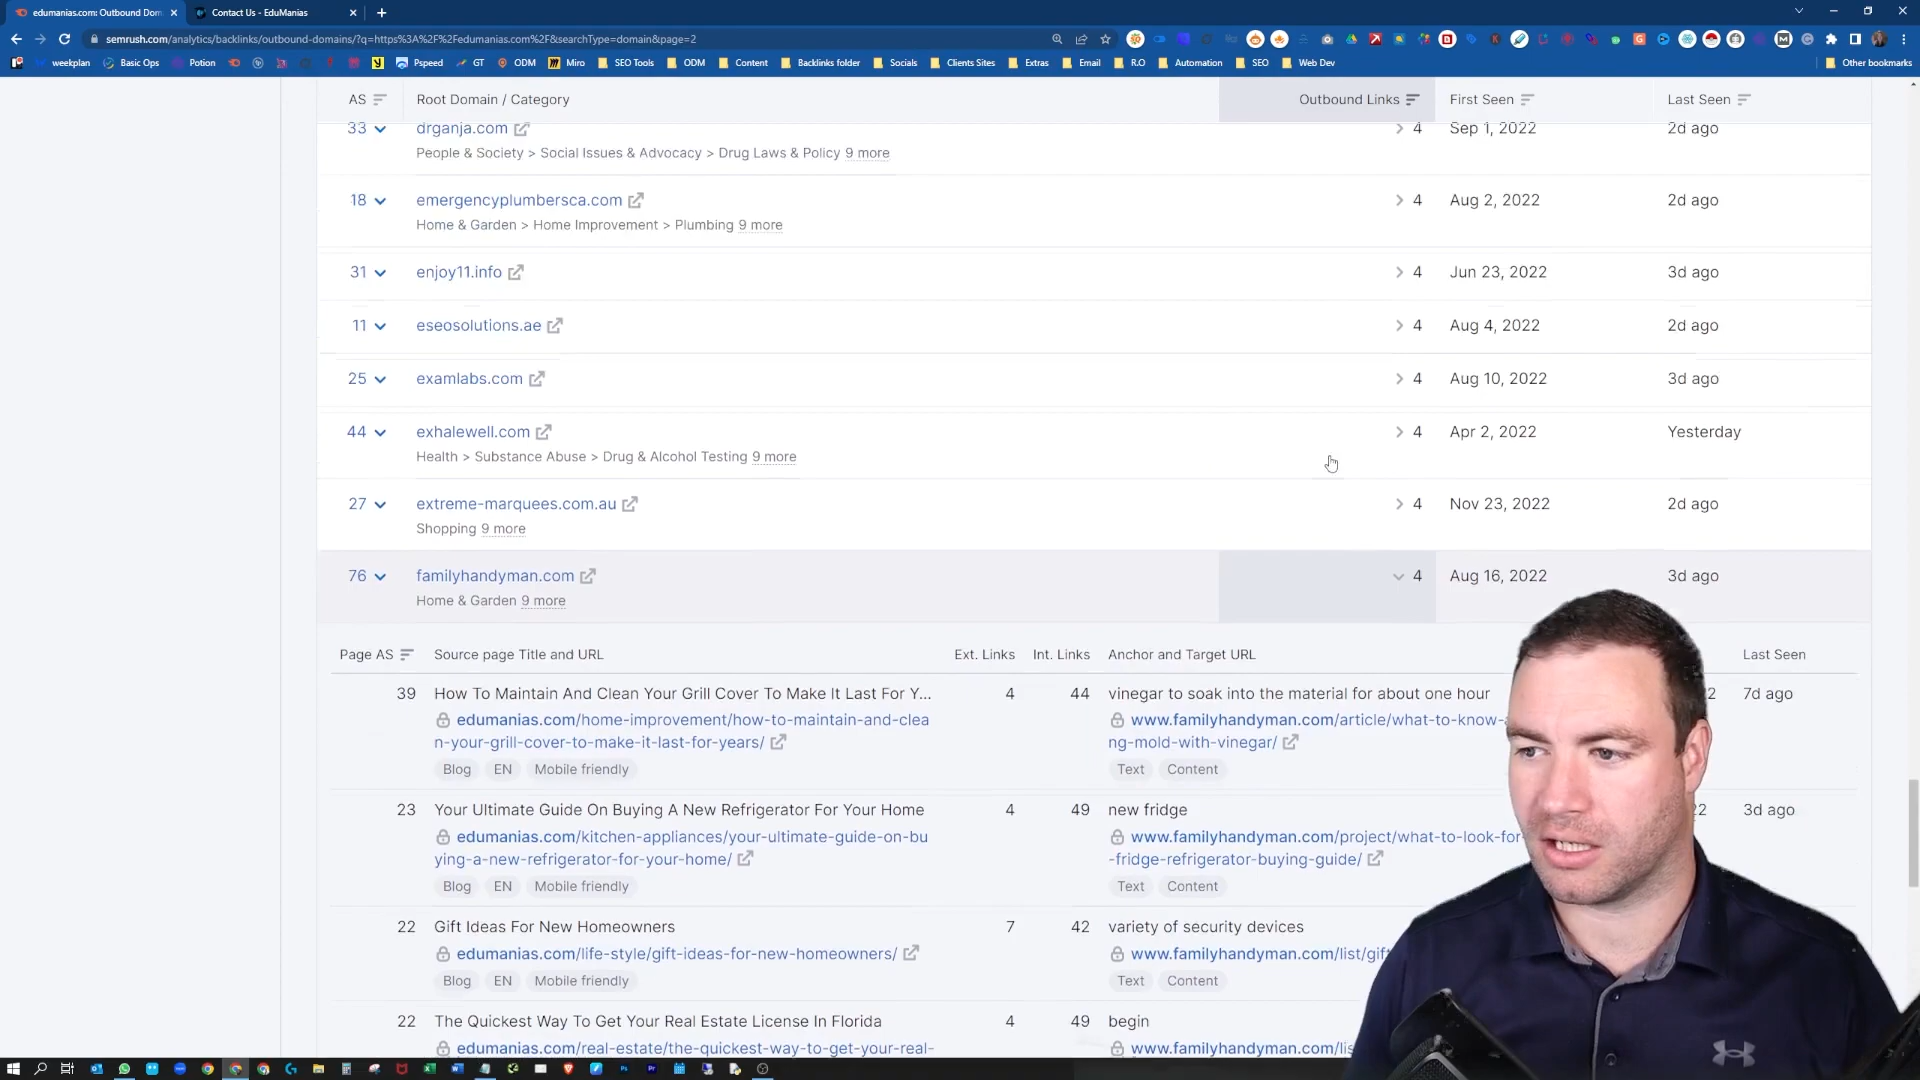 edumanias.com: Outbound Dom
Contact Us - EduManias
semrush.com/analytics/backlinks/outbound-domains/?q=https%3A%2F%2Fedumanias.com%2F&searchType=domain&page=2
weekplan
Basic Ops
Potion
Pspeed
GT
ODM
Miro
SEO Tools
ODM
Content
Backlinks folder
Socials
Clients Sites
Extras
Email
R.O
Automation
SEO
Web Dev
Other bookmarks
AS Root Domain / Category Outbound Links First Seen Last Seen
33 drganja.com 4 Sep 1, 2022 2d ago
People & Society > Social Issues & Advocacy > Drug Laws & Policy 9 more
18 emergencyplumbersca.com 4 Aug 2, 2022 2d ago
Home & Garden > Home Improvement > Plumbing 9 more
31 enjoy11.info 4 Jun 23, 2022 3d ago
11 eseosolutions.ae 4 Aug 4, 2022 2d ago
25 examlabs.com 4 Aug 10, 2022 3d ago
44 exhalewell.com 4 Apr 2, 2022 Yesterday
Health > Substance Abuse > Drug & Alcohol Testing 9 more
27 extreme-marquees.com.au 4 Nov 23, 2022 2d ago
Shopping 9 more
76 familyhandyman.com 4 Aug 16, 2022 3d ago
Home & Garden 9 more
Page AS Source page Title and URL Ext. Links Int. Links Anchor and Target URL Last Seen
39 How To Maintain And Clean Your Grill Cover To Make It Last For Y... 4 44 vinegar to soak into the material for about one hour 2 7d ago
edumanias.com/home-improvement/how-to-maintain-and-clea www.familyhandyman.com/article/what-to-know-
n-your-grill-cover-to-make-it-last-for-years/ ng-mold-with-vinegar/
Blog EN Mobile friendly Text Content
23 Your Ultimate Guide On Buying A New Refrigerator For Your Home 4 49 new fridge 22 3d ago
edumanias.com/kitchen-appliances/your-ultimate-guide-on-bu www.familyhandyman.com/project/what-to-look-for-
ying-a-new-refrigerator-for-your-home/ -fridge-refrigerator-buying-guide/
Blog EN Mobile friendly Text Content
22 Gift Ideas For New Homeowners 7 42 variety of security devices
edumanias.com/life-style/gift-ideas-for-new-homeowners/ www.familyhandyman.com/list/gif
Blog EN Mobile friendly Text Content
22 The Quickest Way To Get Your Real Estate License In Florida 4 49 begin
edumanias.com/real-estate/the-quickest-way-to-get-your-real- www.familyhandyman.com/lis